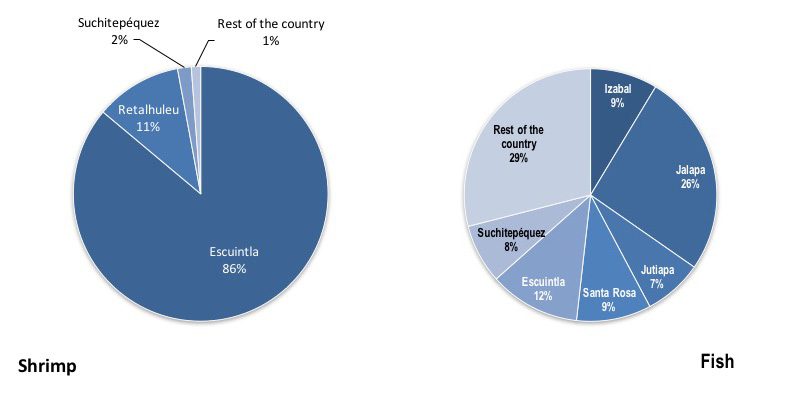 Suchitepéquez
2%
Rest of the country
1%
Retalhuleu
11%
Escuintla
86%
Shrimp
Izabal
9%
Jalapa
26%
Jutiapa
7%
Santa Rosa
9%
Escuintla
12%
Suchitepéquez
8%
Rest of the
country
29%
Fish